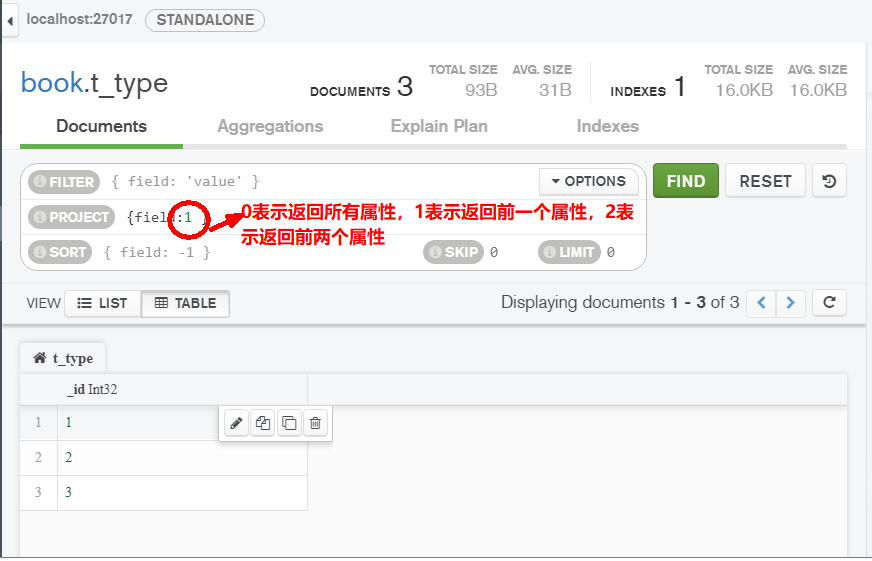 localhost:27017 STANDALONE
book.t_type
DOCUMENTS 3 TOTAL SIZE 93B AVG. SIZE 31B INDEXES 1 TOTAL SIZE 16.0KB AVG. SIZE 16.0KB
Documents Aggregations Explain Plan Indexes
FILTER { field: 'value' } OPTIONS FIND RESET
PROJECT {field:1 }
0表示返回所有属性，1表示返回前一个属性，2表
示返回前两个属性
SORT { field: -1 } SKIP 0 LIMIT 0
VIEW LIST TABLE Displaying documents 1 - 3 of 3
t_type
_id Int32
1 1
2 2
3 3